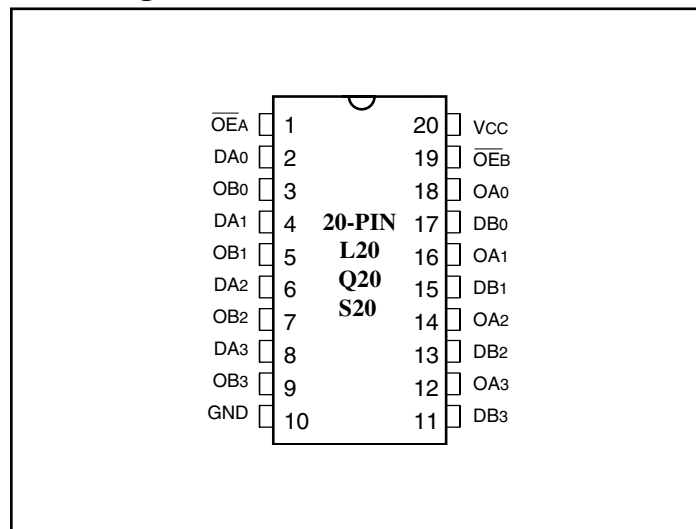 O̅E̅A 1 20 VCC
DA0 2 19 O̅E̅B
OB0 3 18 OA0
DA1 4 20-PIN 17 DB0
OB1 5 L20 16 OA1
DA2 6 Q20 15 DB1
OB2 7 S20 14 OA2
DA3 8 13 DB2
OB3 9 12 OA3
GND 10 11 DB3